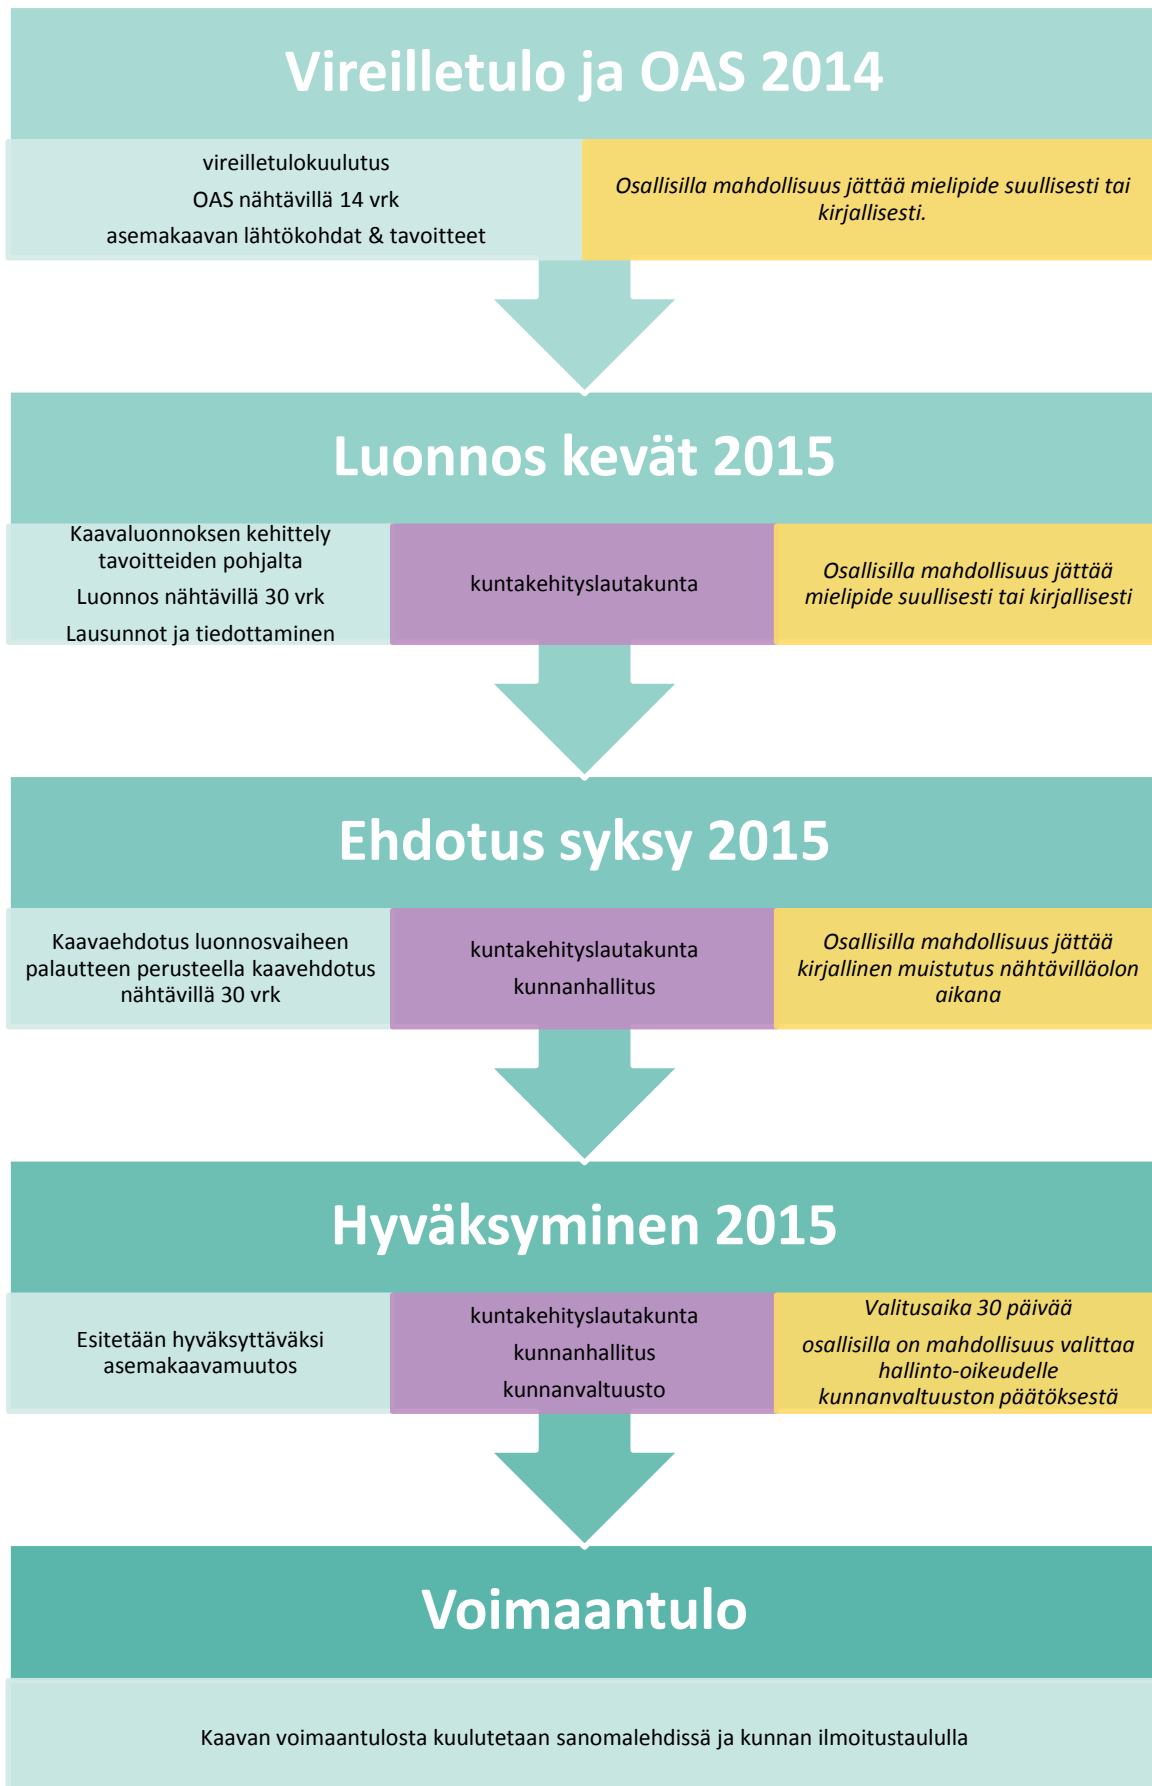 Vireilletulo ja OAS 2014
vireilletulokuulutus
OAS nähtävillä 14 vrk
asemakaavan lähtökohdat & tavoitteet
Osallisilla mahdollisuus jättää mielipide suullisesti tai
kirjallisesti.
Luonnos kevät 2015
Kaavaluonnoksen kehittely
tavoitteiden pohjalta
Luonnos nähtävillä 30 vrk
Lausunnot ja tiedottaminen
kuntakehityslautakunta
Osallisilla mahdollisuus jättää
mielipide suullisesti tai kirjallisesti
Ehdotus syksy 2015
Kaavaehdotus luonnosvaiheen
palautteen perusteella kaavehdotus
nähtävillä 30 vrk
kuntakehityslautakunta
kunnanhallitus
Osallisilla mahdollisuus jättää
kirjallinen muistutus nähtävilläolon
aikana
Hyväksyminen 2015
Esitetään hyväksyttäväksi
asemakaavamuutos
kuntakehityslautakunta
kunnanhallitus
kunnanvaltuusto
Valitusaika 30 päivää
osallisilla on mahdollisuus valittaa
hallinto-oikeudelle
kunnanvaltuuston päätöksestä
Voimaantulo
Kaavan voimaantulosta kuulutetaan sanomalehdissä ja kunnan ilmoitustaululla